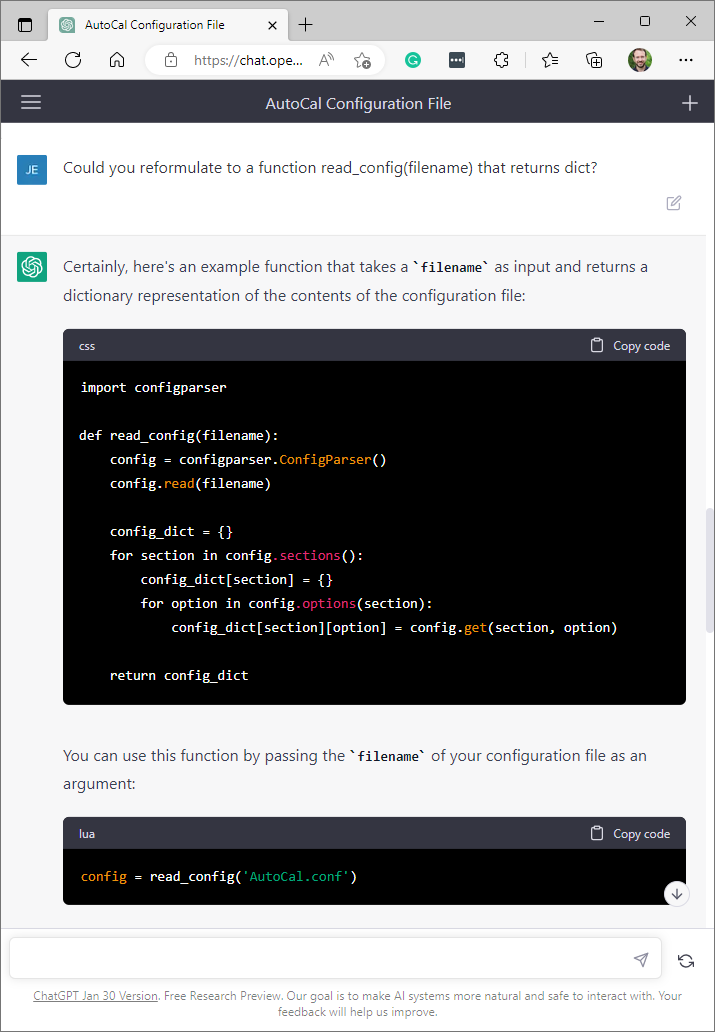 AutoCal Configuration File
https://chat.ope...
AutoCal Configuration File
JE
Could you reformulate to a function read_config(filename) that returns dict?
Certainly, here's an example function that takes a `filename` as input and returns a
dictionary representation of the contents of the configuration file:
css
Copy code
import configparser
def read_config(filename):
    config = configparser.ConfigParser()
    config.read(filename)
    config_dict = {}
    for section in config.sections():
        config_dict[section] = {}
        for option in config.options(section):
            config_dict[section][option] = config.get(section, option)
    return config_dict
You can use this function by passing the `filename` of your configuration file as an
argument:
lua
Copy code
config = read_config('AutoCal.conf')
ChatGPT Jan 30 Version. Free Research Preview. Our goal is to make AI systems more natural and safe to interact with. Your
feedback will help us improve.